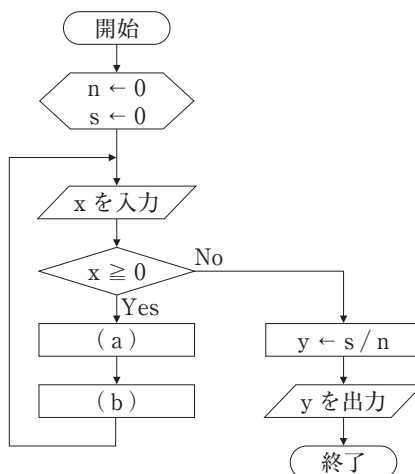 開始
n ← 0
s ← 0
x を入力
x ≧ 0
No
Yes
(a)
(b)
y ← s / n
y を出力
終了